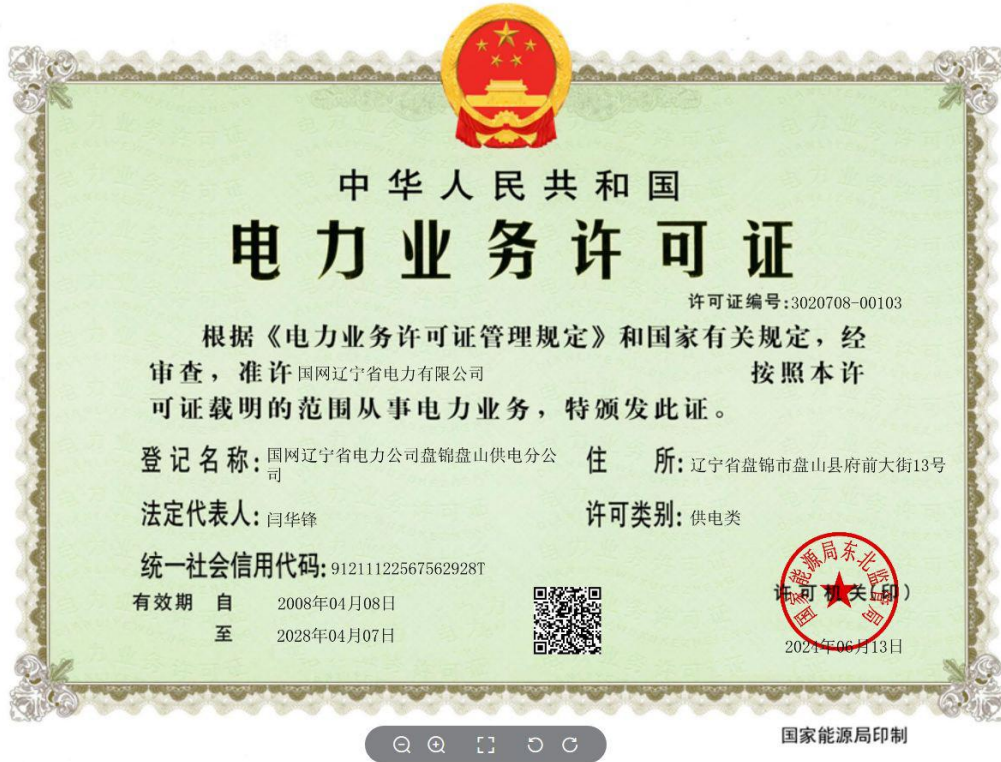 中华人民共和国
电力业务许可证
许可证编号:3020708-00103
根据《电力业务许可证管理规定》和国家有关规定，经
审查，准许国网辽宁省电力有限公司 按照本许
可证载明的范围从事电力业务，特颁发此证。
登记名称:国网辽宁省电力公司盘锦盘山供电分公
司
住 所:辽宁省盘锦市盘山县府前大街13号
法定代表人:闫华锋
许可类别:供电类
统一社会信用代码:91211122567562928T
有效期 自 2008年04月08日
至 2028年04月07日
国家能源局东北监管局
许可机关(印)
2024年06月13日
国家能源局印制